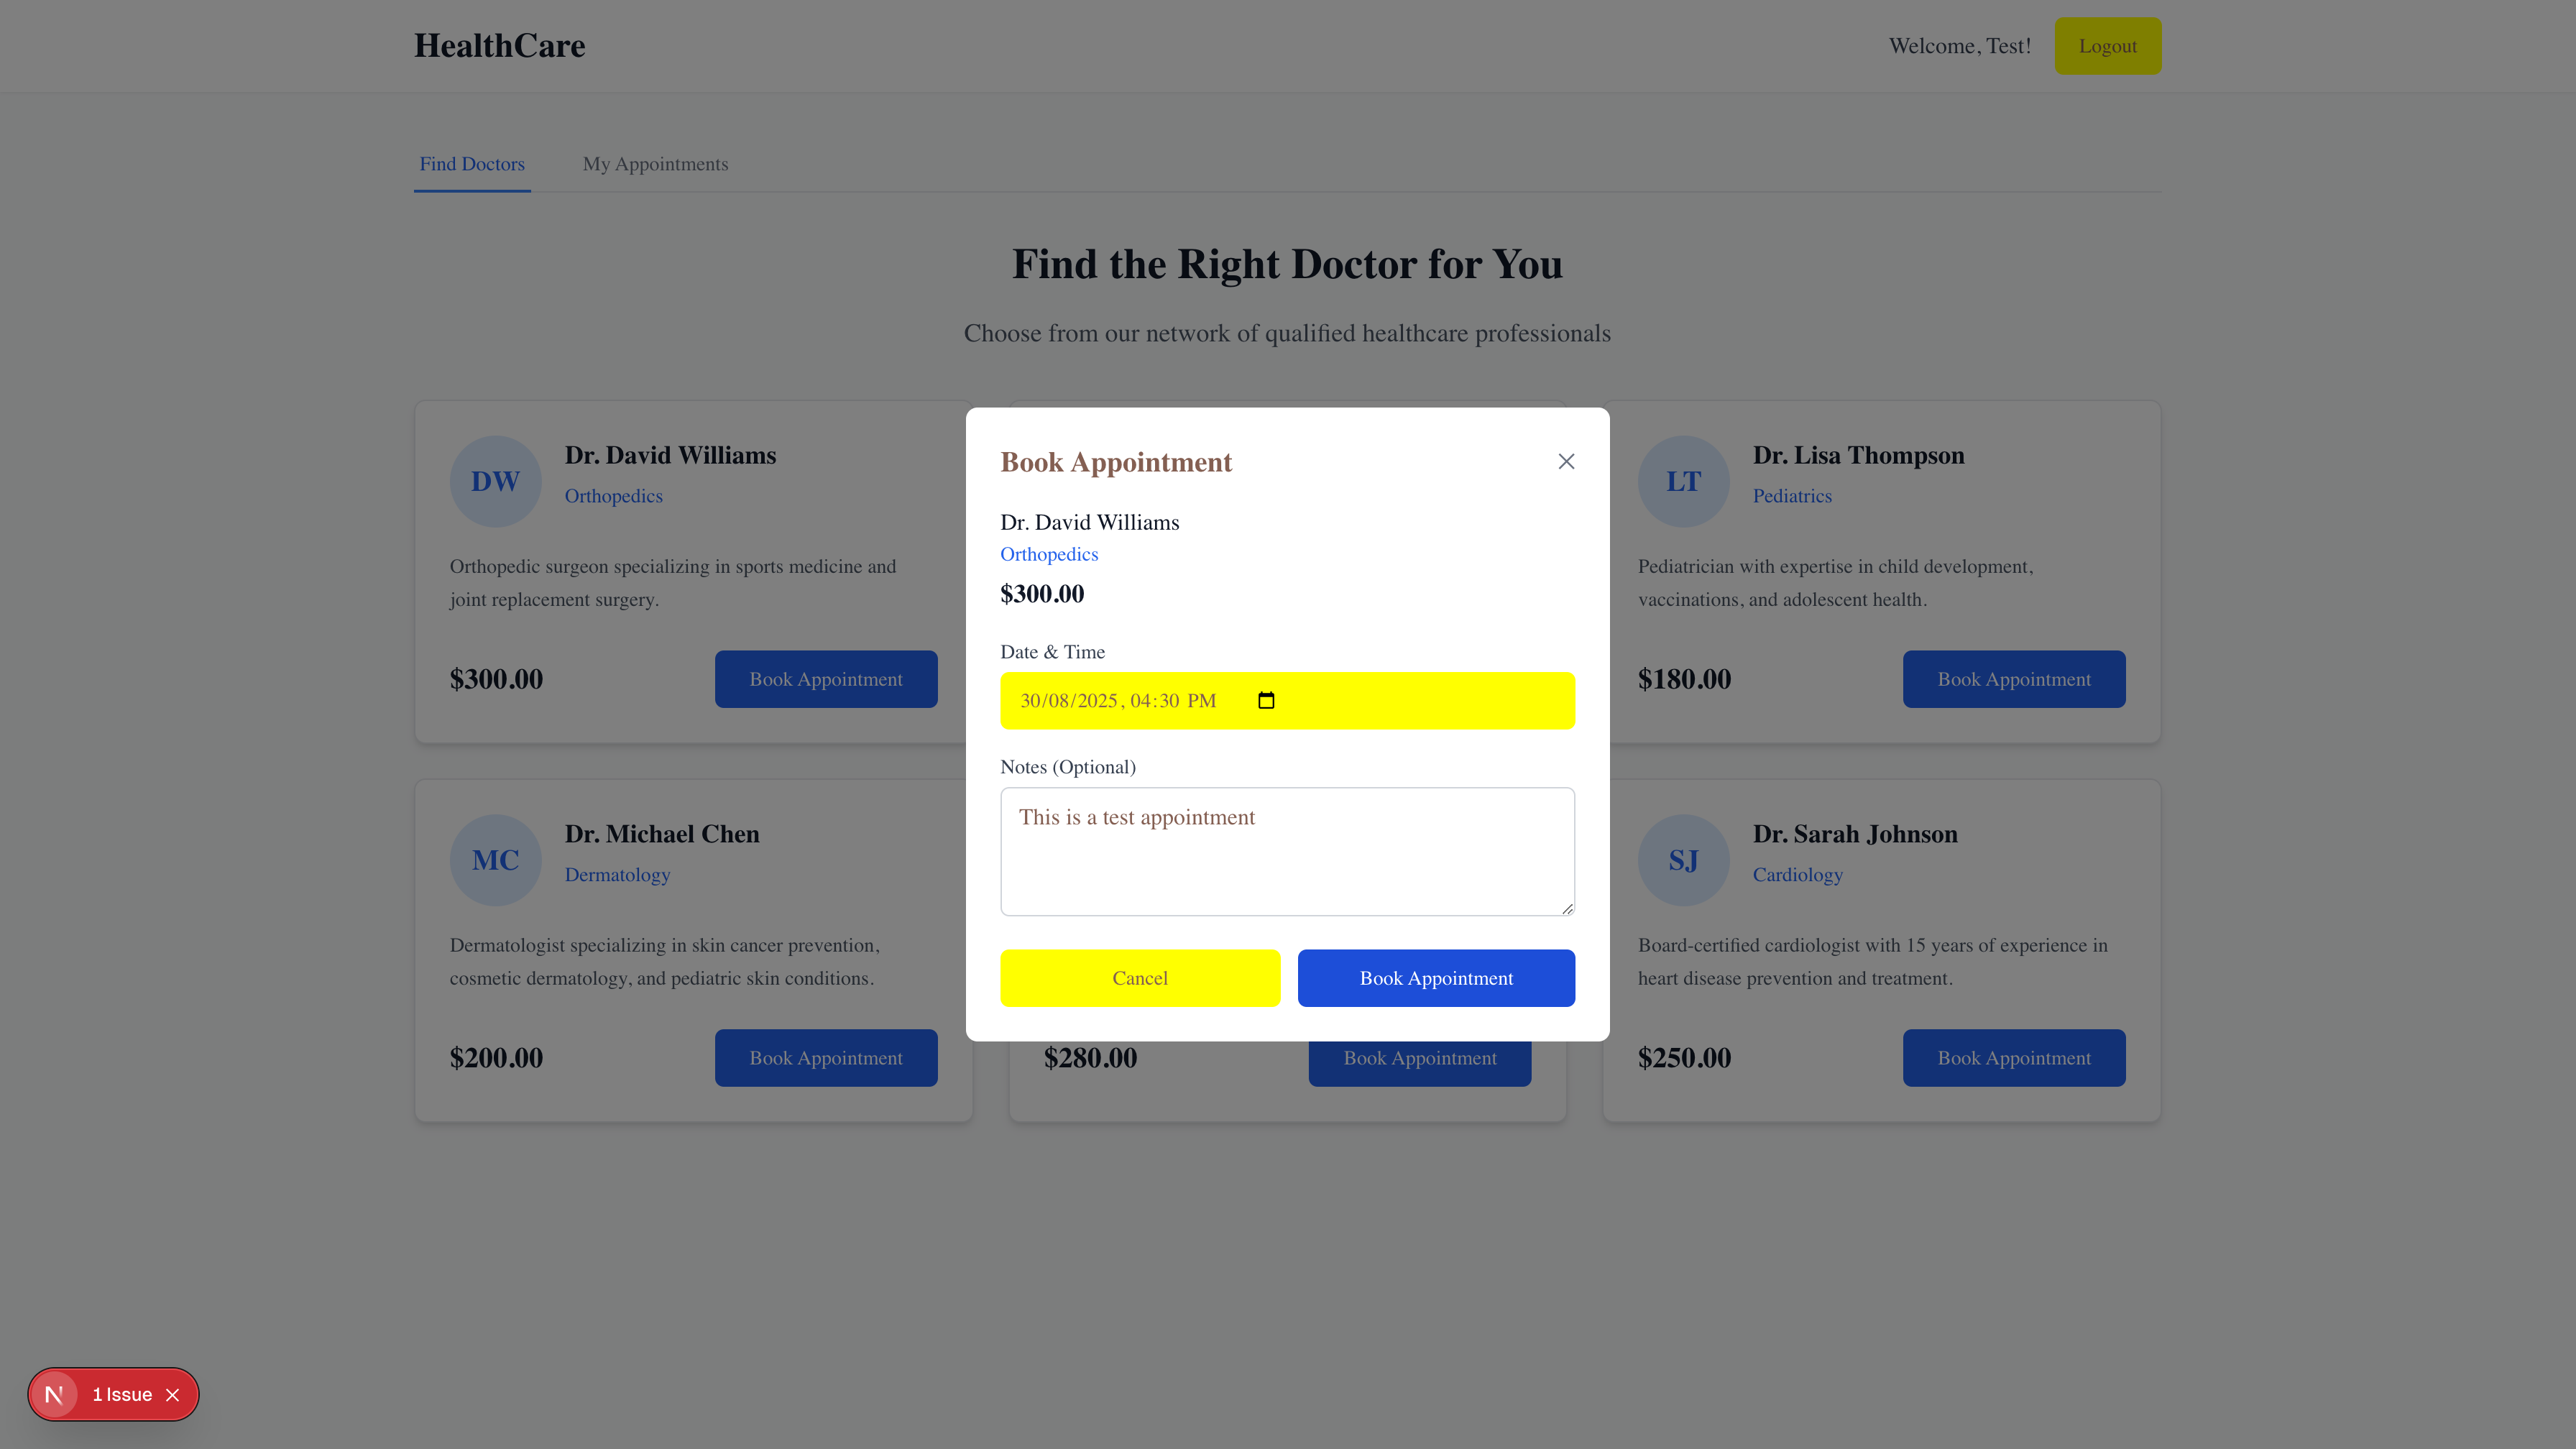 HealthCare
Welcome, Test!
Logout
Find Doctors
My Appointments
Find the Right Doctor for You
Choose from our network of qualified healthcare professionals
DW
Dr. David Williams
Orthopedics
Orthopedic surgeon specializing in sports medicine and
joint replacement surgery.
$300.00
Book Appointment
Book Appointment
Dr. David Williams
Orthopedics
$300.00
Date & Time
30/08/2025, 04:30 PM
Notes (Optional)
This is a test appointment
Cancel
Book Appointment
LT
Dr. Lisa Thompson
Pediatrics
Pediatrician with expertise in child development,
vaccinations, and adolescent health.
$180.00
Book Appointment
MC
Dr. Michael Chen
Dermatology
Dermatologist specializing in skin cancer prevention,
cosmetic dermatology, and pediatric skin conditions.
$200.00
Book Appointment
$280.00
Book Appointment
SJ
Dr. Sarah Johnson
Cardiology
Board-certified cardiologist with 15 years of experience in
heart disease prevention and treatment.
$250.00
Book Appointment
N
1 Issue